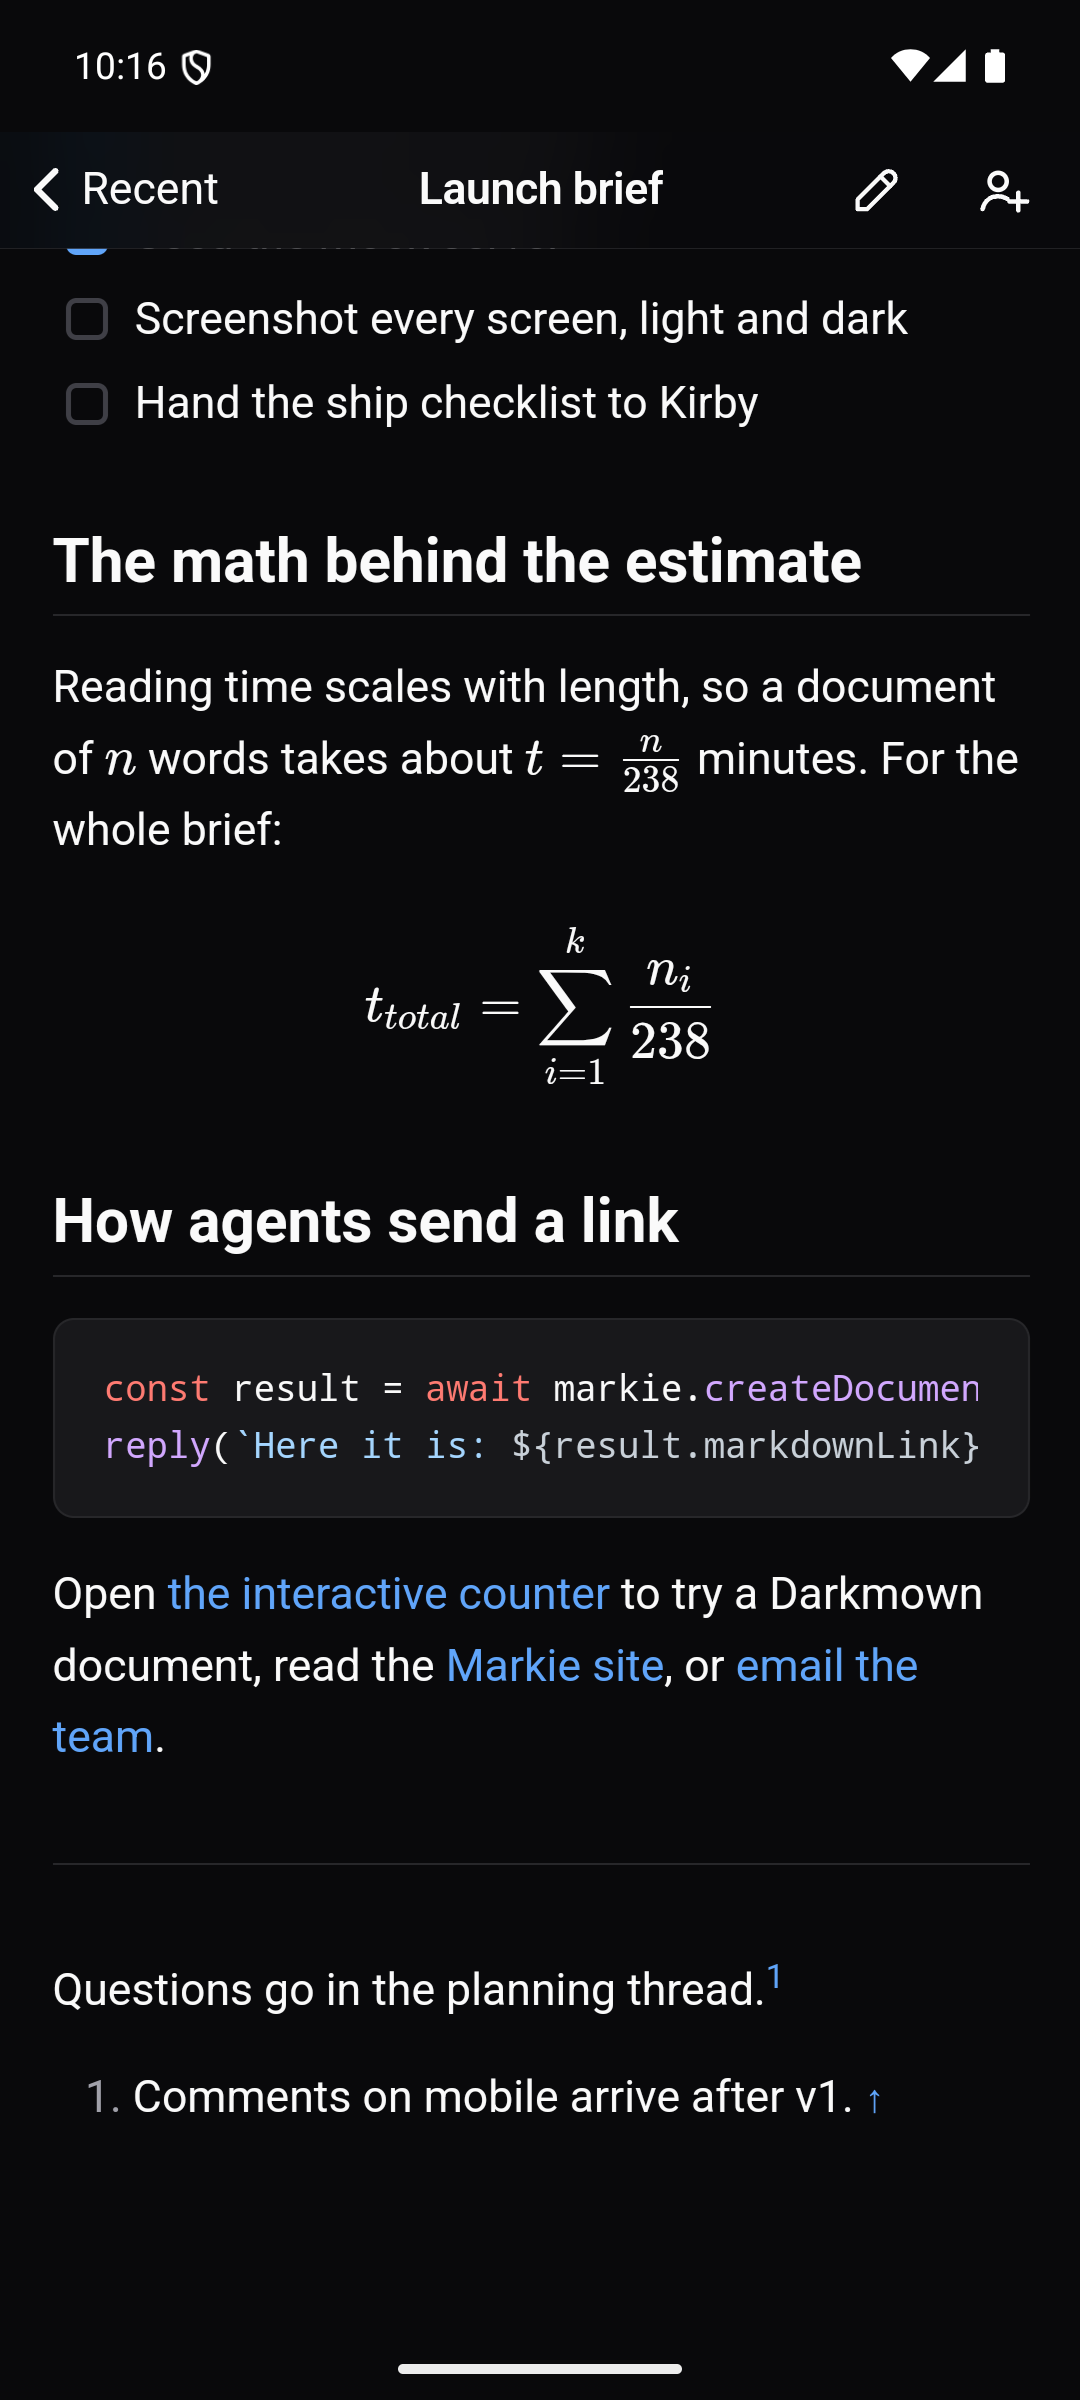 10:16
Recent
Launch brief
Screenshot every screen, light and dark
Hand the ship checklist to Kirby
The math behind the estimate
Reading time scales with length, so a document
of n words takes about t = n/238 minutes. For the
whole brief:
t_total = ∑_{i=1}^{k} n_i/238
How agents send a link
const result = await markie.createDocumen
reply(`Here it is: ${result.markdownLink}
Open the interactive counter to try a Darkmown
document, read the Markie site, or email the
team.
Questions go in the planning thread.1
1. Comments on mobile arrive after v1. ↑